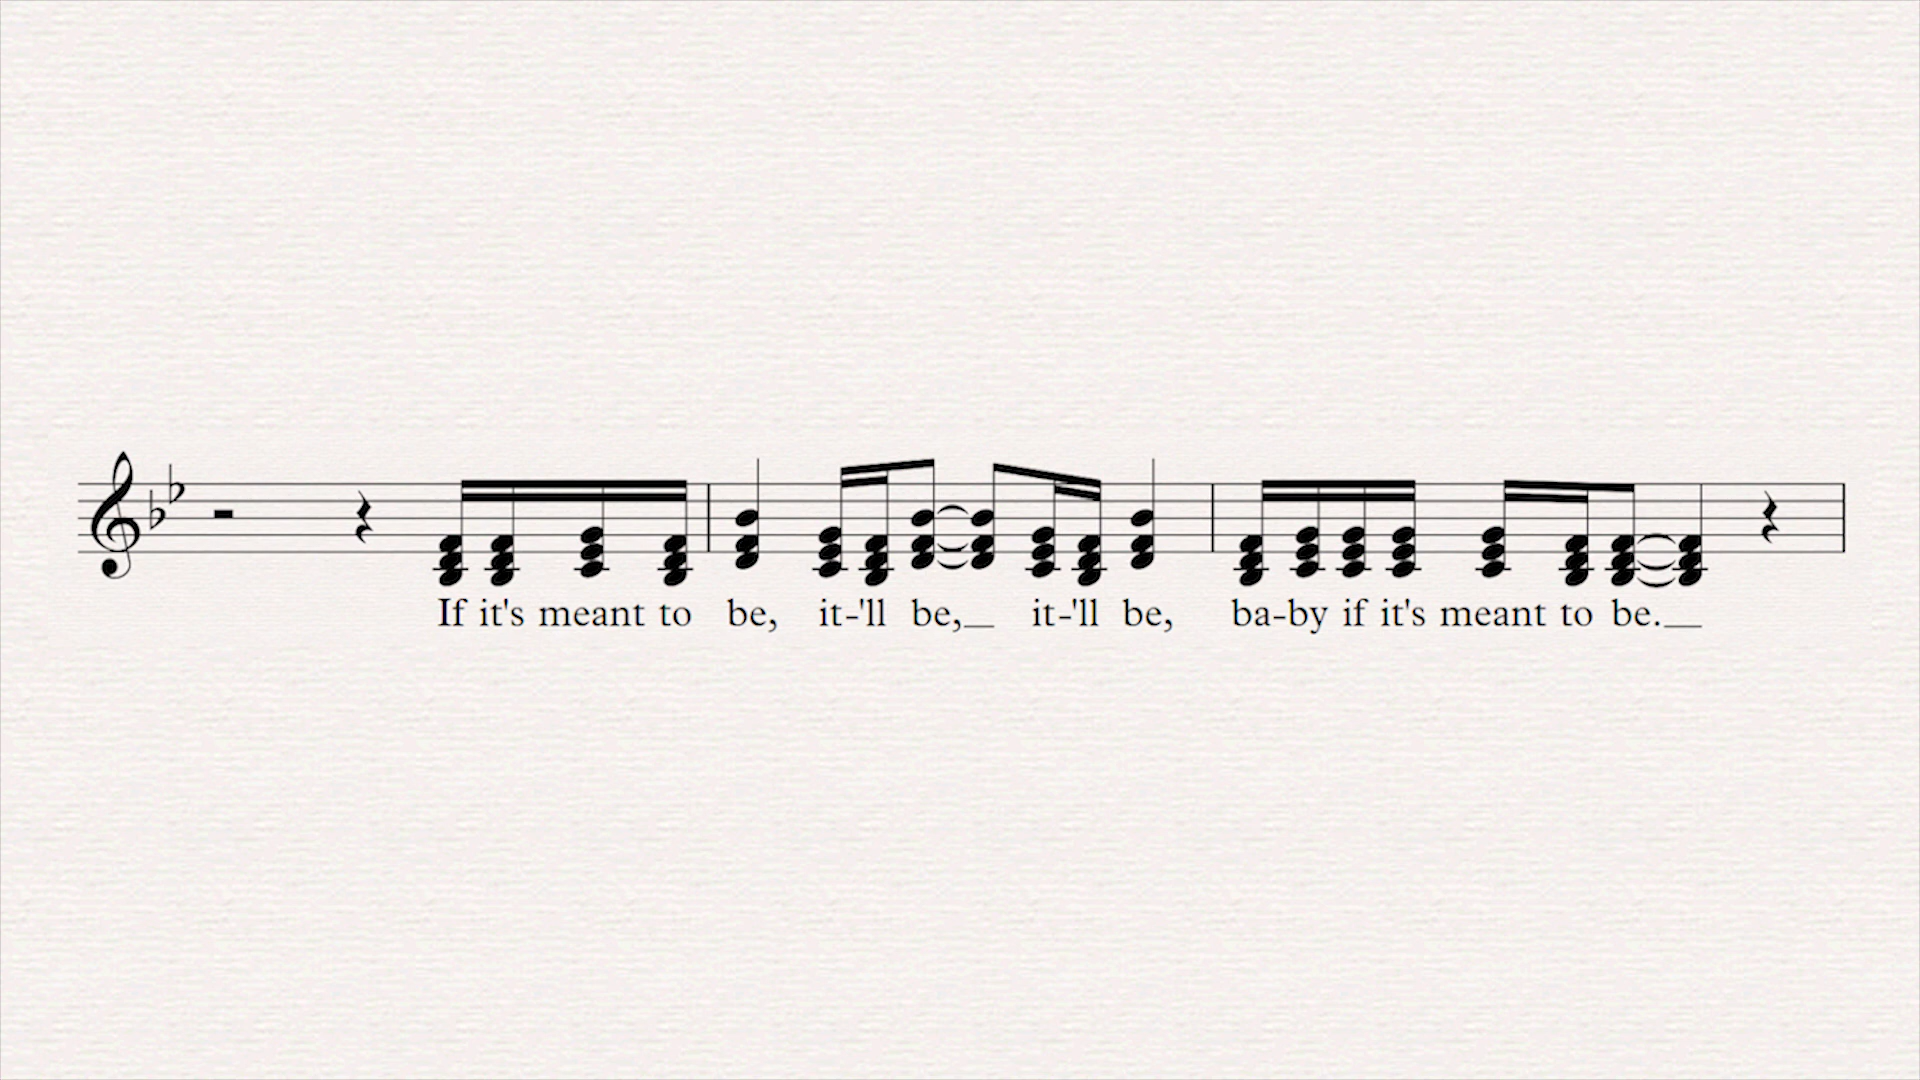 If it's meant to be, it-'ll be,__ it-'ll be, ba-by if it's meant to be.__